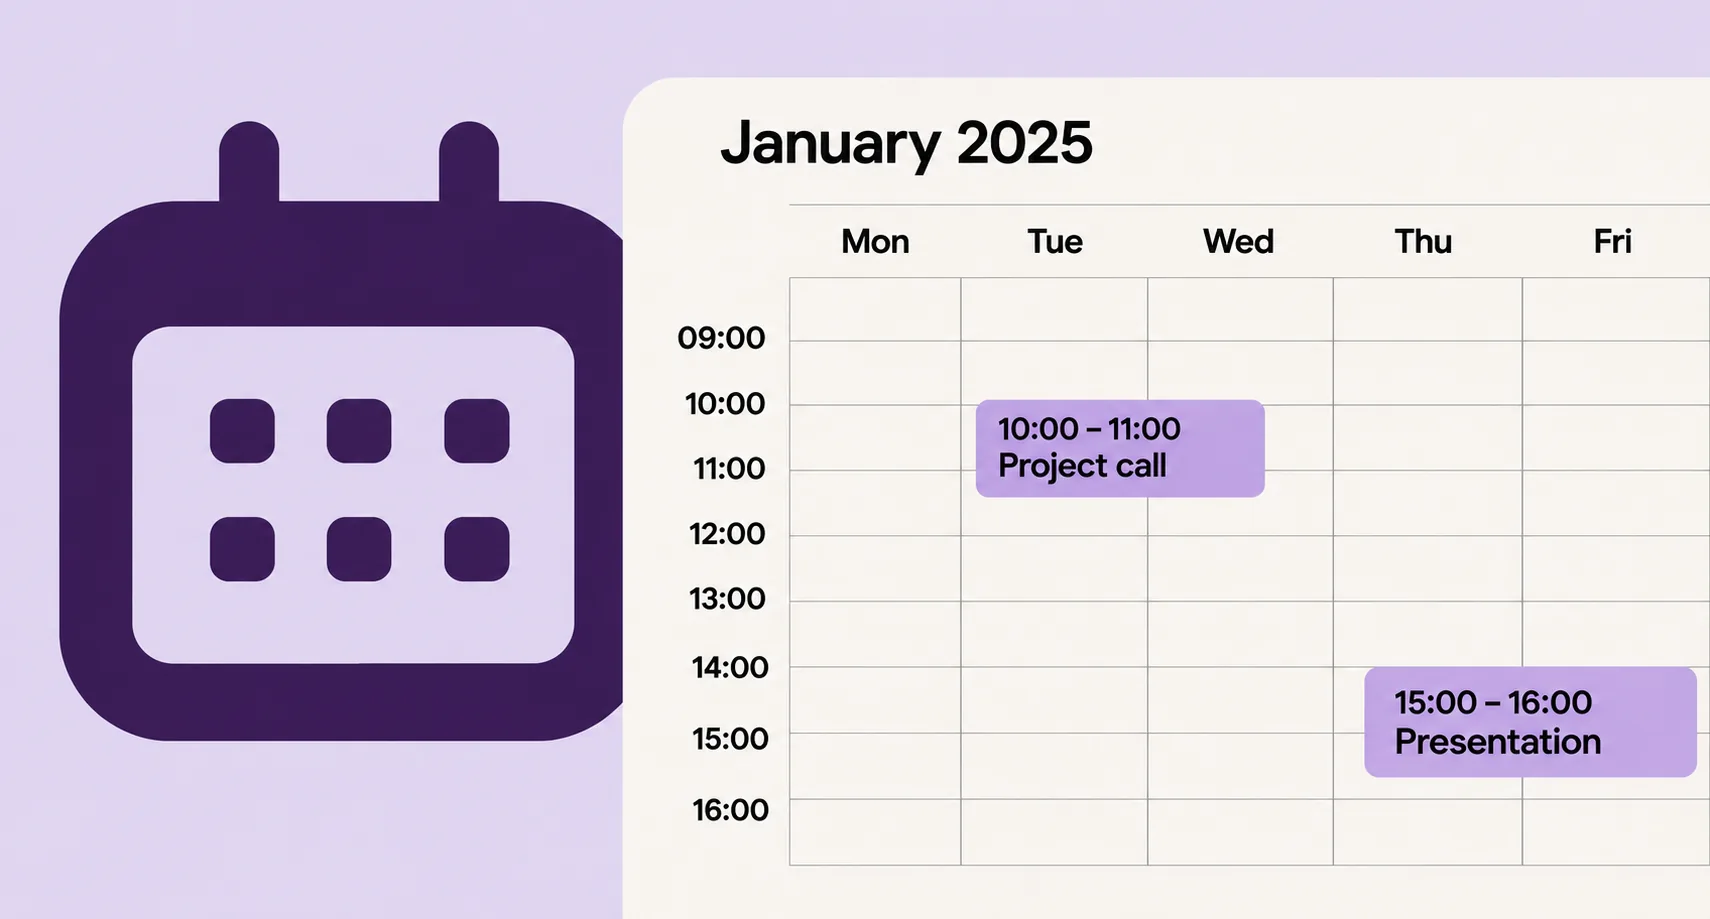 January 2025
Mon Tue Wed Thu Fri
09:00
10:00
10:00 – 11:00
Project call
11:00
12:00
13:00
14:00
15:00 – 16:00
Presentation
15:00
16:00